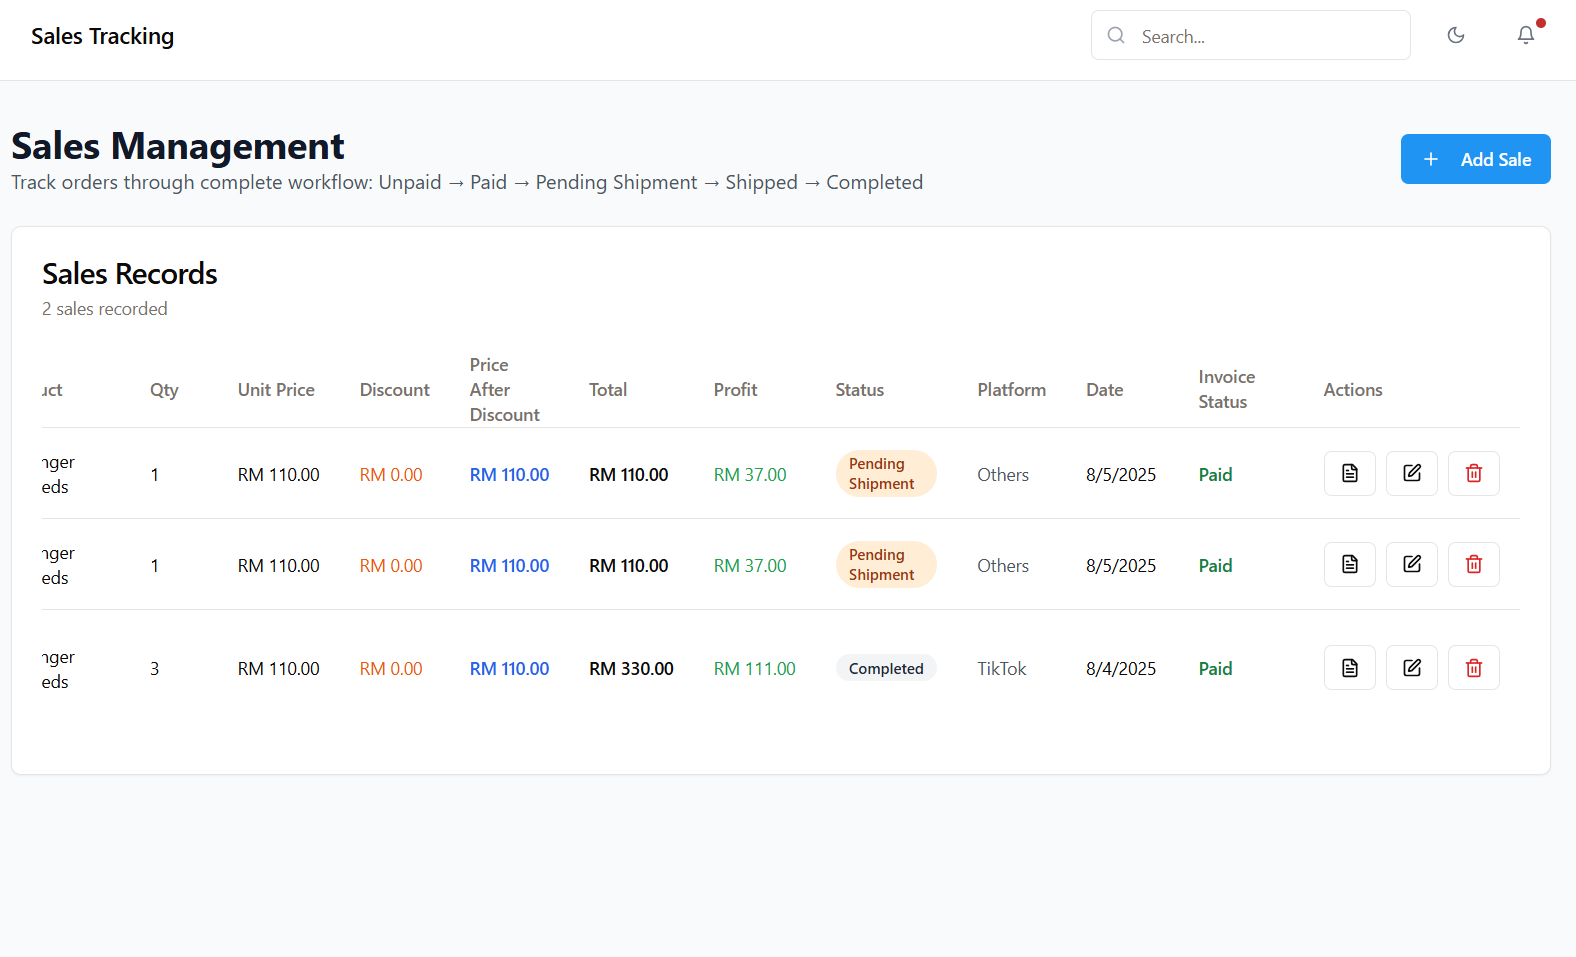 Sales Tracking
Search...
Sales Management
Add Sale
Track orders through complete workflow: Unpaid → Paid → Pending Shipment → Shipped → Completed
Sales Records
2 sales recorded
uct Qty Unit Price Discount Price After Discount Total Profit Status Platform Date Invoice Status Actions
nger eds 1 RM 110.00 RM 0.00 RM 110.00 RM 110.00 RM 37.00 Pending Shipment Others 8/5/2025 Paid
nger eds 1 RM 110.00 RM 0.00 RM 110.00 RM 110.00 RM 37.00 Pending Shipment Others 8/5/2025 Paid
nger eds 3 RM 110.00 RM 0.00 RM 110.00 RM 330.00 RM 111.00 Completed TikTok 8/4/2025 Paid